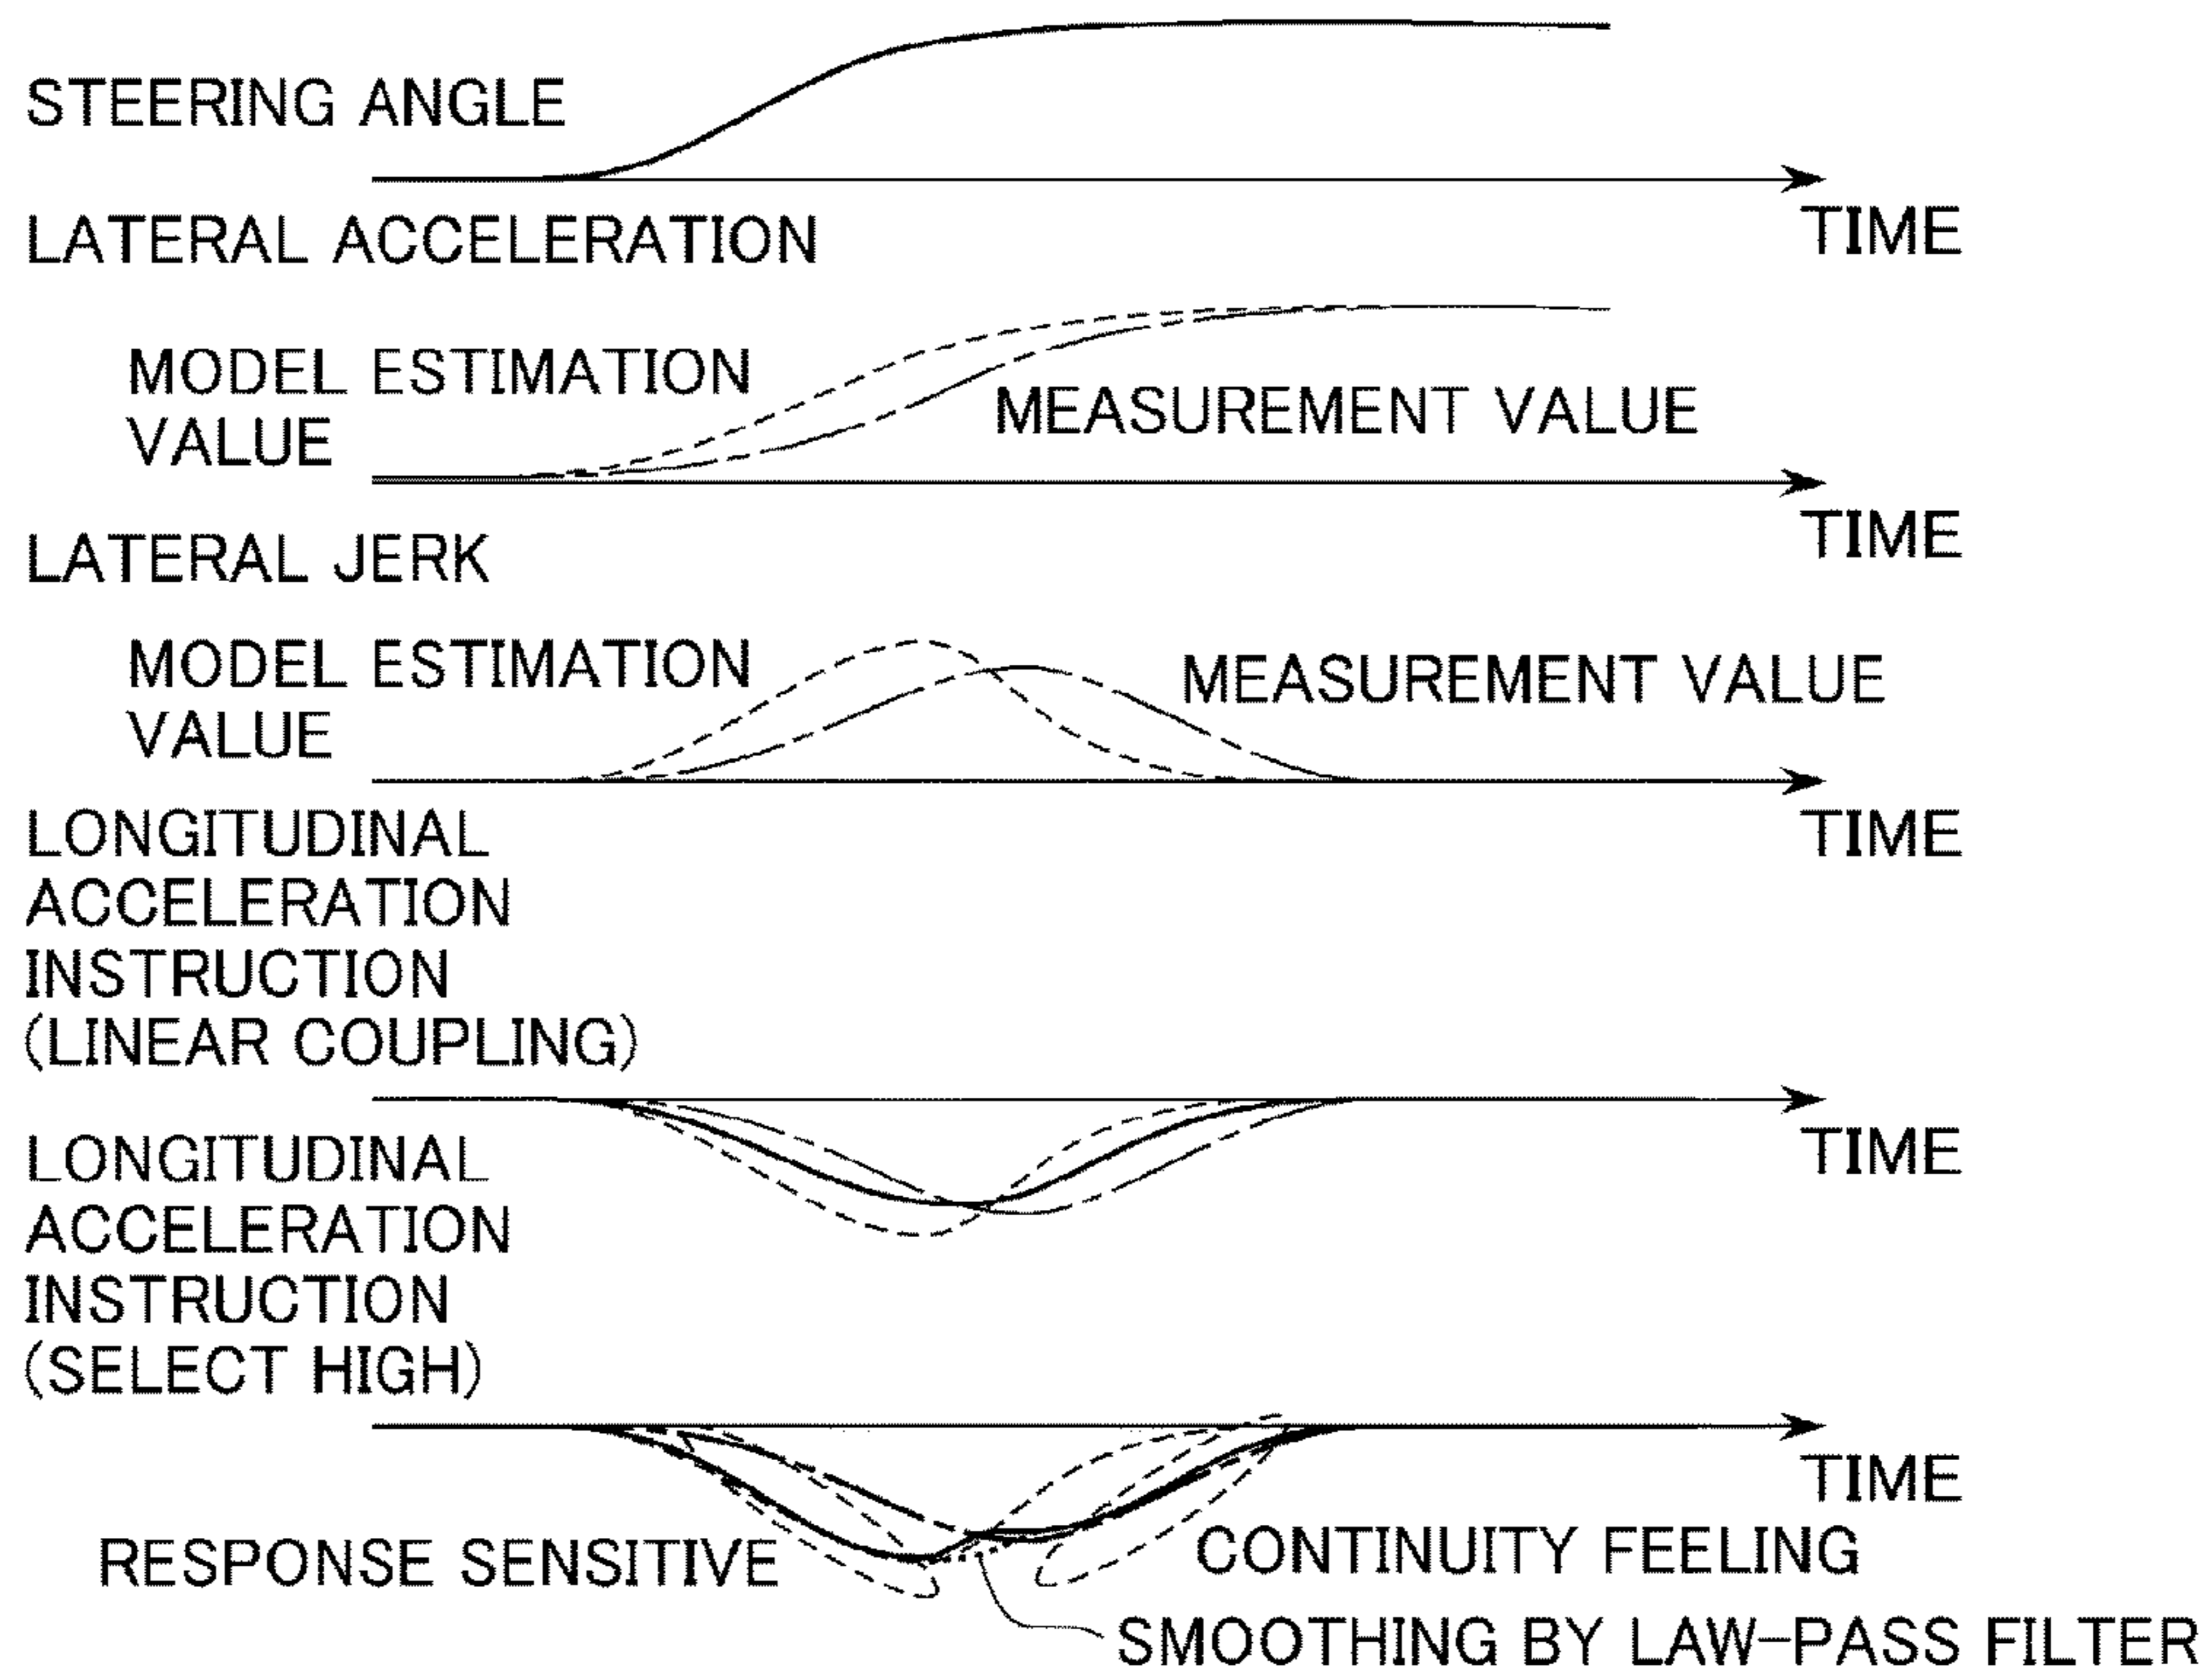 STEERING ANGLE
TIME
LATERAL ACCELERATION
MODEL ESTIMATION
VALUE
MEASUREMENT VALUE
TIME
LATERAL JERK
MODEL ESTIMATION
VALUE
MEASUREMENT VALUE
TIME
LONGITUDINAL
ACCELERATION
INSTRUCTION
(LINEAR COUPLING)
TIME
LONGITUDINAL
ACCELERATION
INSTRUCTION
(SELECT HIGH)
TIME
RESPONSE SENSITIVE
CONTINUITY FEELING
SMOOTHING BY LAW-PASS FILTER